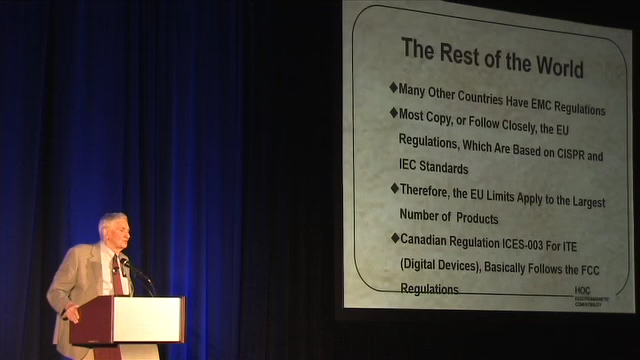 The Rest of the World
◆Many Other Countries Have EMC Regulations
◆Most Copy, or Follow Closely, the EU
Regulations, Which Are Based on CISPR and
IEC Standards
◆Therefore, the EU Limits Apply to the Largest
Number of Products
◆Canadian Regulation ICES-003 For ITE
(Digital Devices), Basically Follows the FCC
Regulations
HOC
ELECTROMAGNETIC
COMPATIBILITY